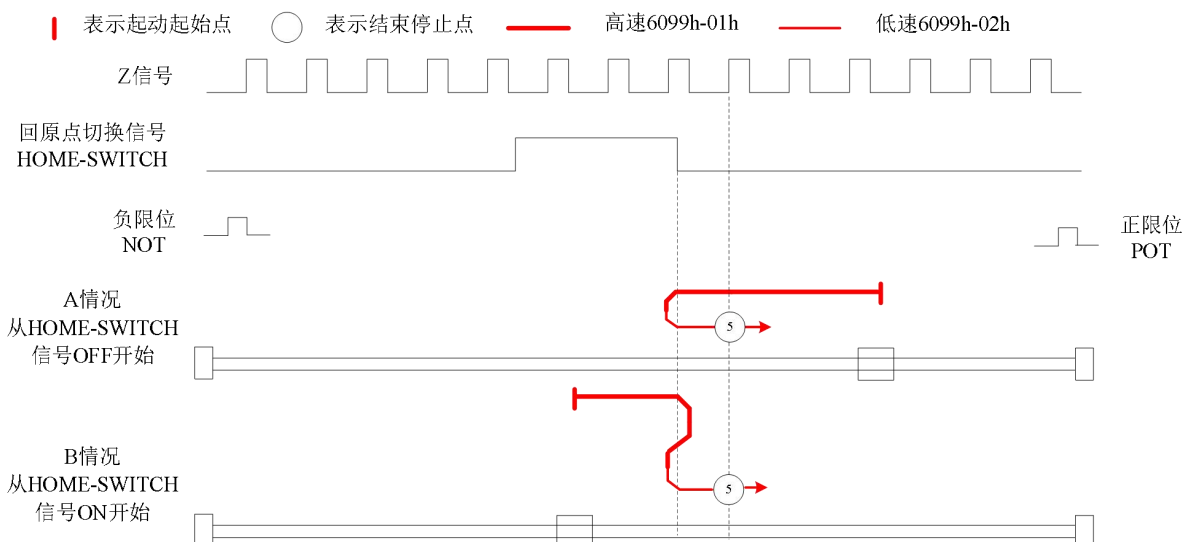 表示起动起始点 表示结束停止点 高速6099h-01h 低速6099h-02h
Z信号
回原点切换信号
HOME-SWITCH
负限位
NOT
正限位
POT
A情况
从HOME-SWITCH
信号OFF开始
5
B情况
从HOME-SWITCH
信号ON开始
5